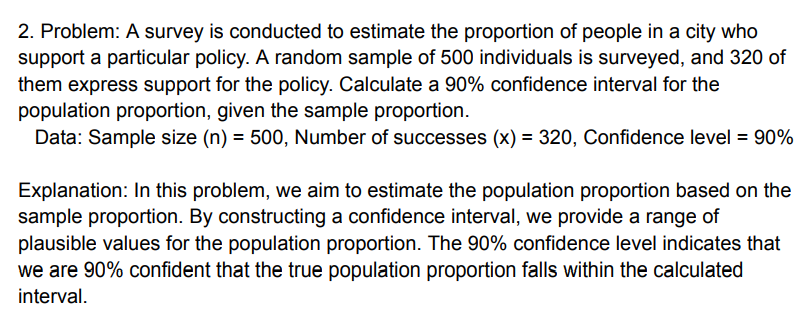 2. Problem: A survey is conducted to estimate the proportion of people in a city who
support a particular policy. A random sample of 500 individuals is surveyed, and 320 of
them express support for the policy. Calculate a 90% confidence interval for the
population proportion, given the sample proportion.
Data: Sample size (n) = 500, Number of successes (x) = 320, Confidence level = 90%
Explanation: In this problem, we aim to estimate the population proportion based on the
sample proportion. By constructing a confidence interval, we provide a range of
plausible values for the population proportion. The 90% confidence level indicates that
we are 90% confident that the true population proportion falls within the calculated
interval.